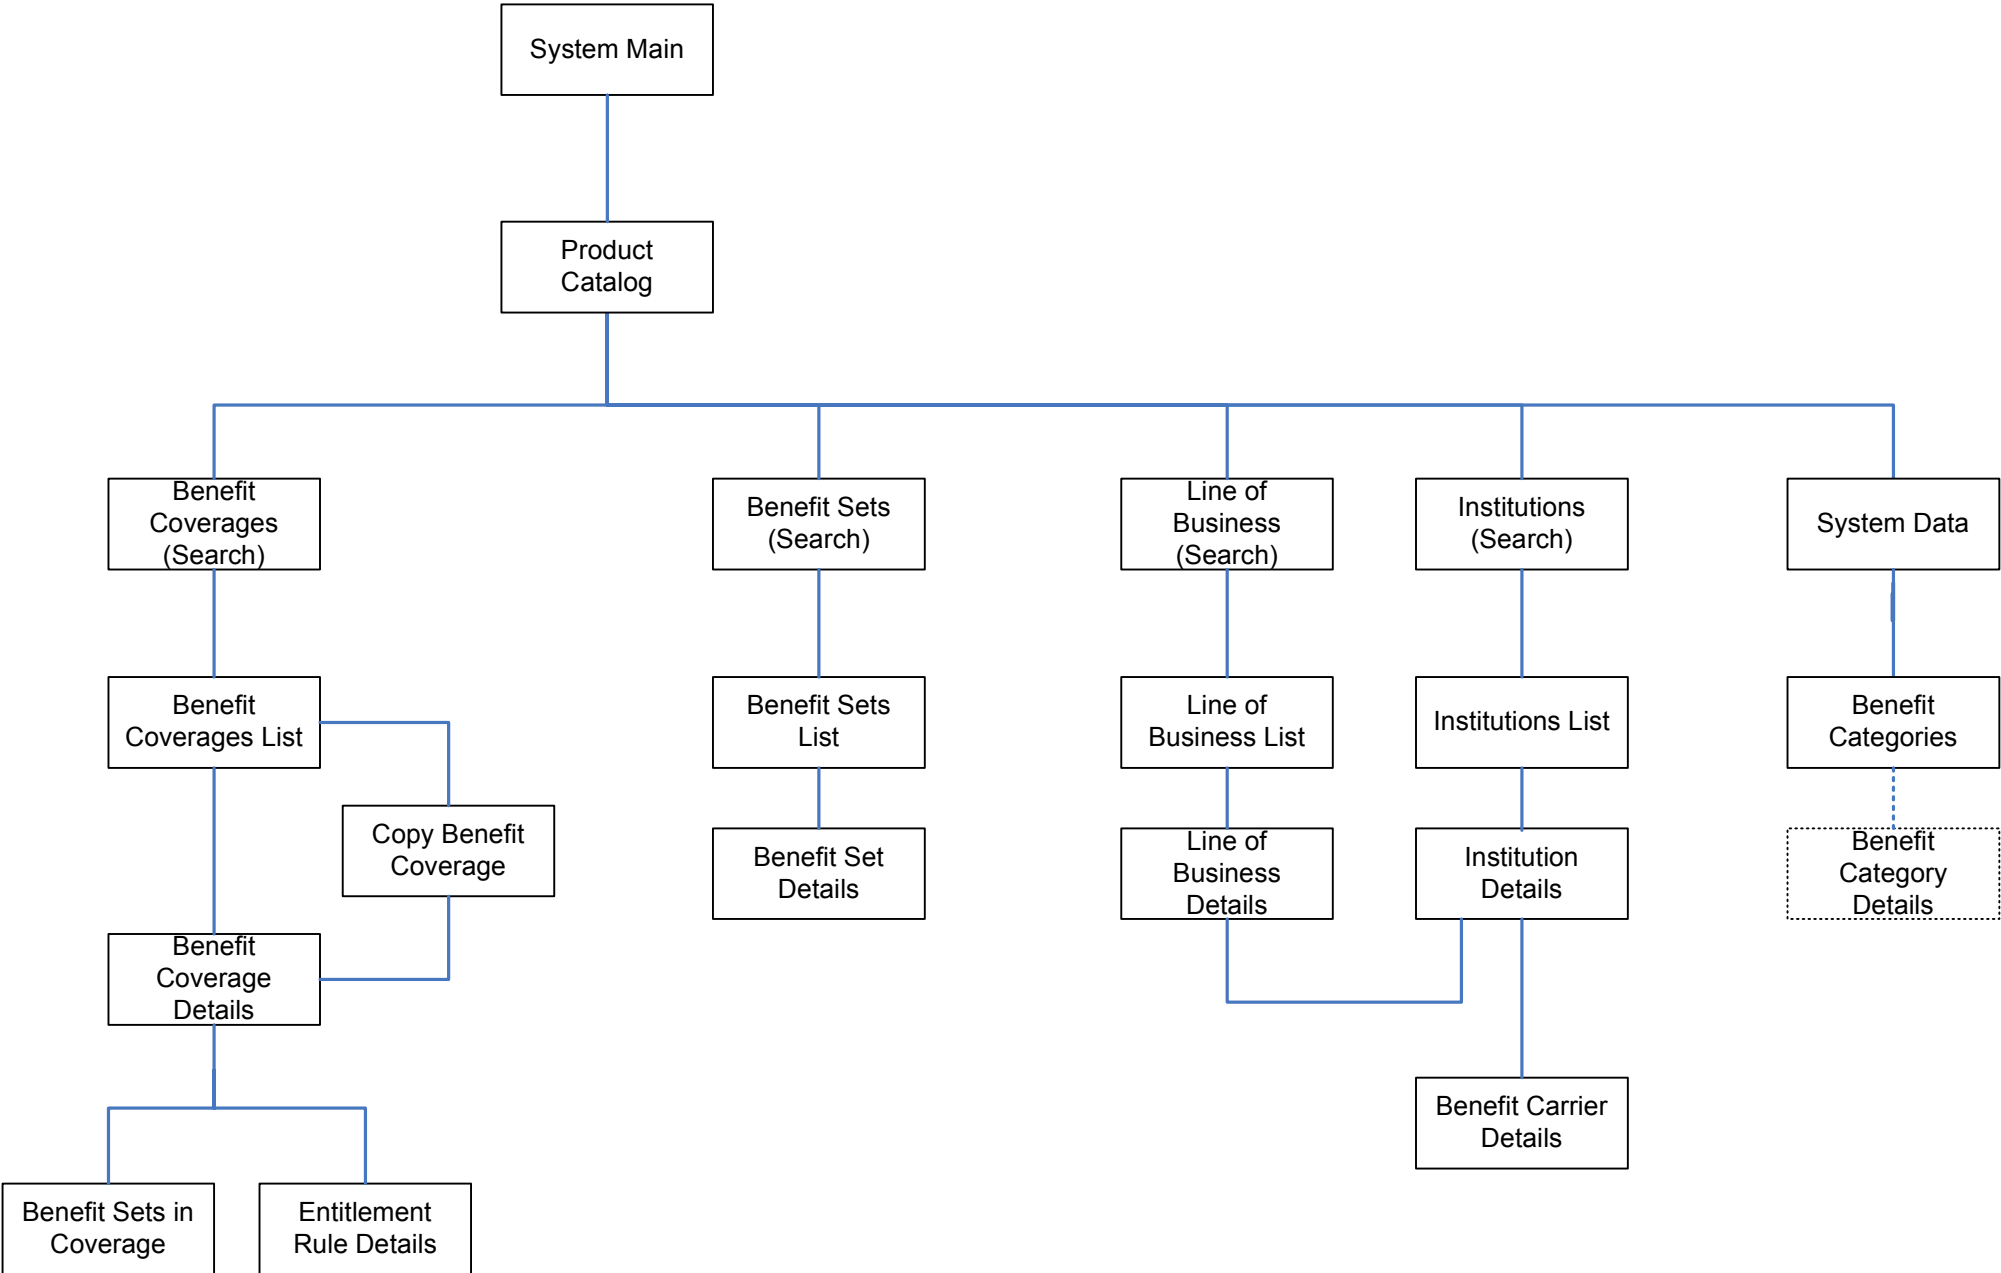 System Main
Product
Catalog
Benefit
Coverages
(Search)
Benefit Sets
(Search)
Line of
Business
(Search)
Institutions
(Search)
System Data
Benefit
Coverages List
Benefit Sets
List
Line of
Business List
Institutions List
Benefit
Categories
Copy Benefit
Coverage
Benefit Set
Details
Line of
Business
Details
Institution
Details
Benefit
Category
Details
Benefit
Coverage
Details
Benefit Carrier
Details
Benefit Sets in
Coverage
Entitlement
Rule Details